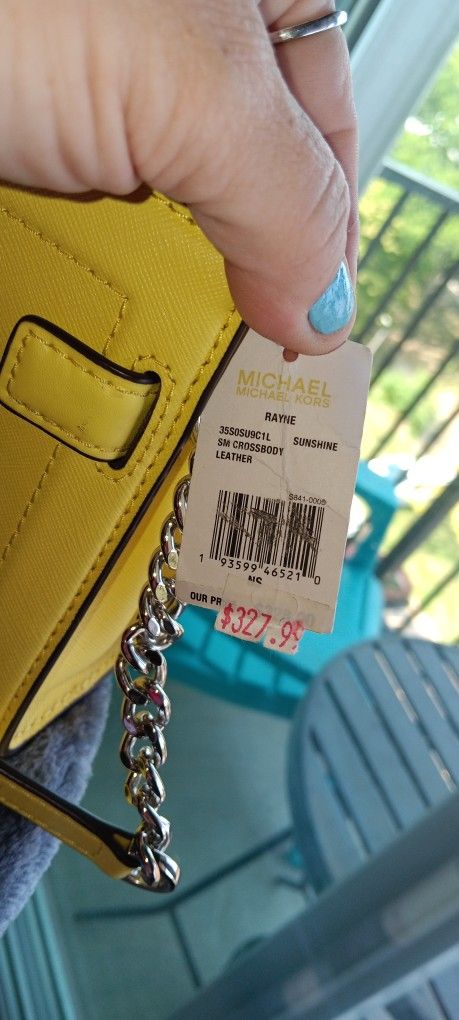 MICHAEL
MICHAEL KORS
RAYNE
35S0SU9C1L SUNSHINE
SM CROSSBODY
LEATHER
S841-0009
1 93599 46521 0
NS
OUR PR
$327.99